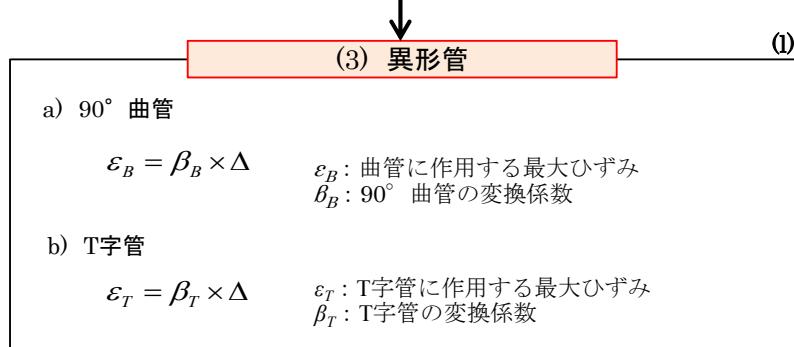 (3) 異形管
(1)
a) 90°曲管
ε_B = β_B × Δ
ε_B : 曲管に作用する最大ひずみ
β_B : 90°曲管の変換係数
b) T字管
ε_T = β_T × Δ
ε_T : T字管に作用する最大ひずみ
β_T : T字管の変換係数